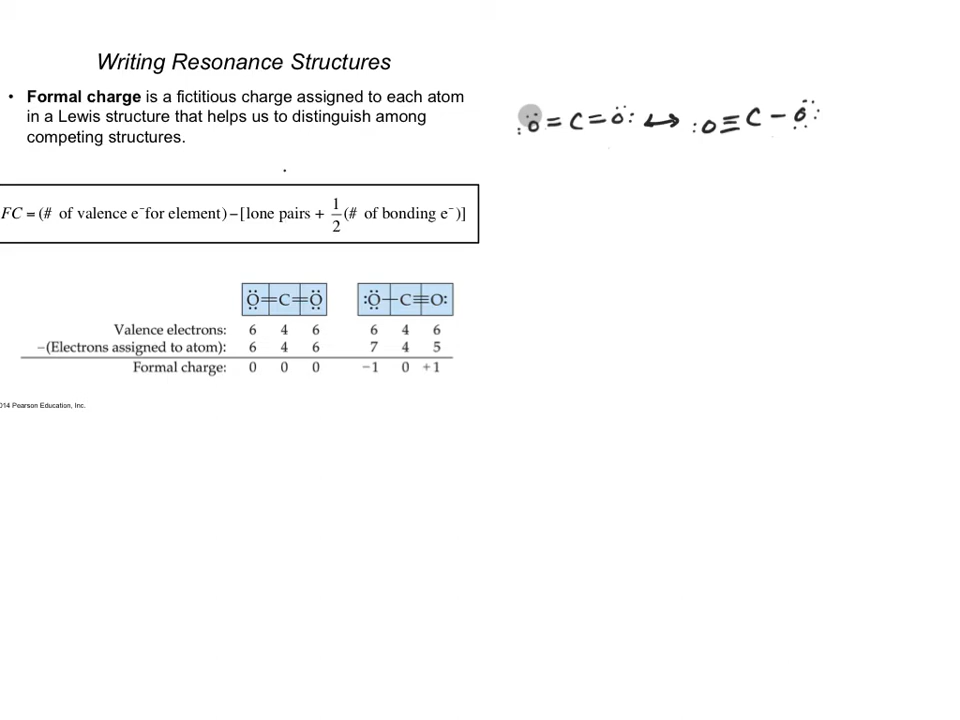 Writing Resonance Structures
• Formal charge is a fictitious charge assigned to each atom
in a Lewis structure that helps us to distinguish among
competing structures.
FC = (# of valence e⁻ for element) − [lone pairs + 1/2 (# of bonding e⁻)]
Ö=C=Ö :Ö—C≡O:
Valence electrons: 6 4 6 6 4 6
−(Electrons assigned to atom): 6 4 6 7 4 5
Formal charge: 0 0 0 −1 0 +1
014 Pearson Education, Inc.
:Ö=C=Ö: ↔ :O≡C−Ö: